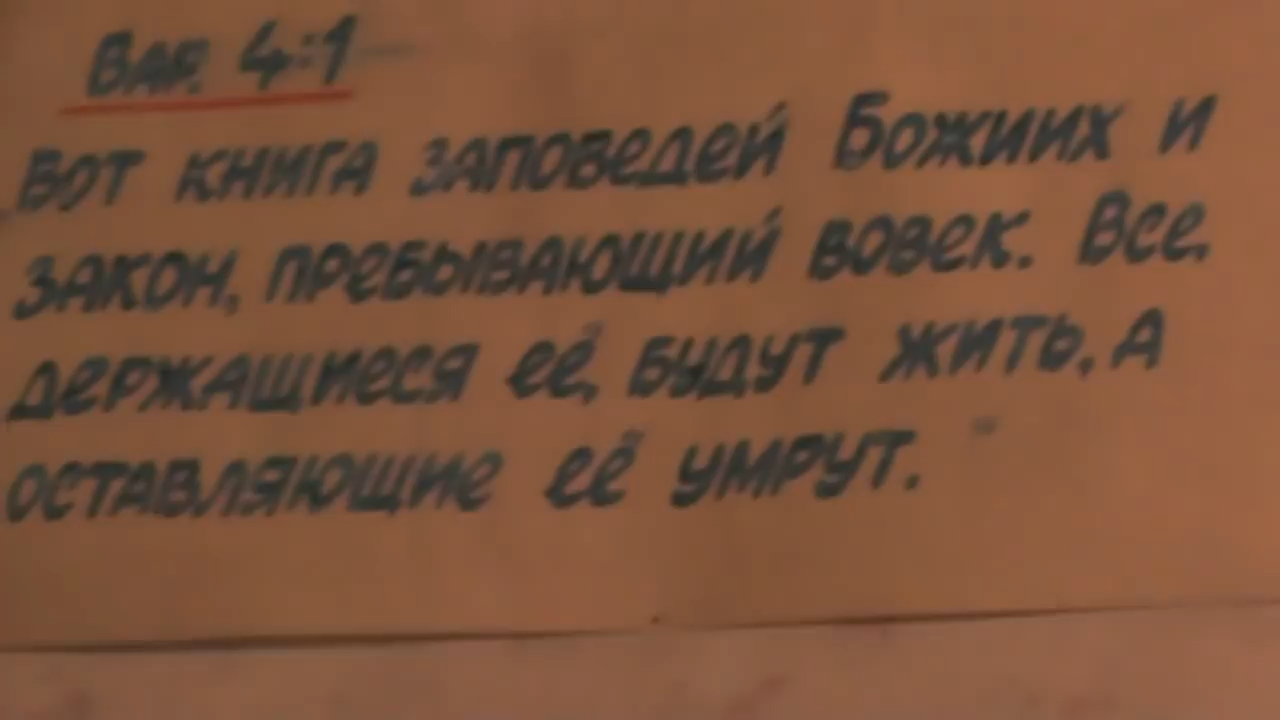 Вар. 4:1
Вот книга заповедей Божиих и
закон, пребывающий вовек. Все,
держащиеся её, будут жить, а
оставляющие её умрут.